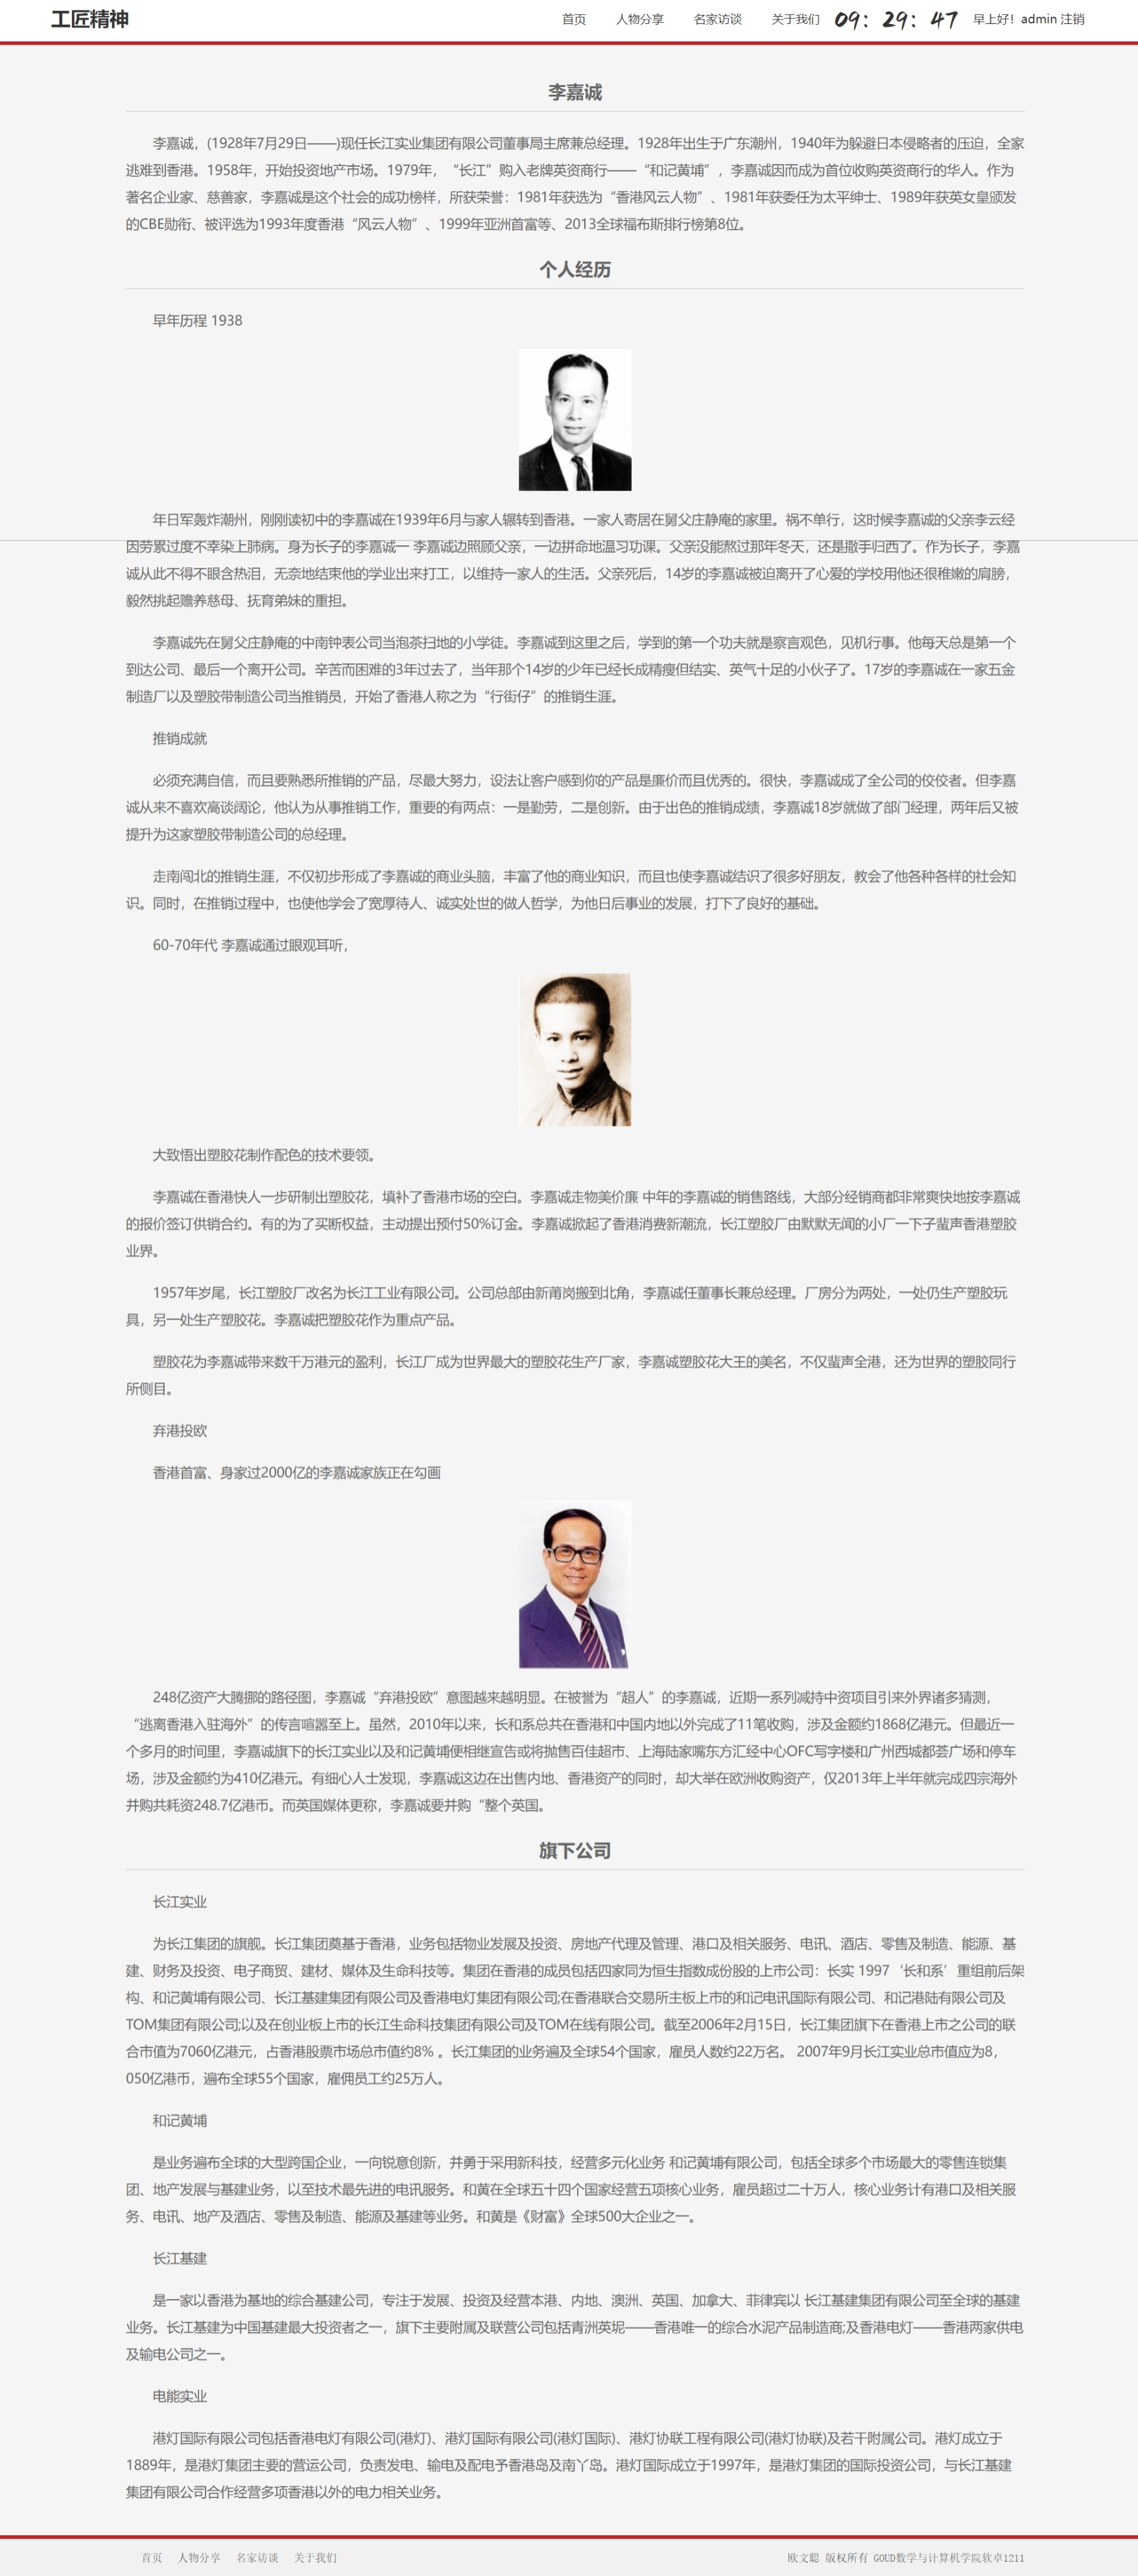 工匠精神
首页 人物分享 名家访谈 关于我们 09: 29: 47 早上好! admin 注销
李嘉诚
李嘉诚，(1928年7月29日——)现任长江实业集团有限公司董事局主席兼总经理。1928年出生于广东潮州，1940年为躲避日本侵略者的压迫，全家
逃难到香港。1958年，开始投资地产市场。1979年，“长江”购入老牌英资商行——“和记黄埔”，李嘉诚因而成为首位收购英资商行的华人。作为
著名企业家、慈善家，李嘉诚是这个社会的成功榜样，所获荣誉：1981年获选为“香港风云人物”、1981年获委任为太平绅士、1989年获英女皇颁发
的CBE勋衔、被评选为1993年度香港“风云人物”、1999年亚洲首富等、2013全球福布斯排行榜第8位。
个人经历
早年历程 1938
年日军轰炸潮州，刚刚读初中的李嘉诚在1939年6月与家人辗转到香港。一家人寄居在舅父庄静庵的家里。祸不单行，这时候李嘉诚的父亲李云经
因劳累过度不幸染上肺病。身为长子的李嘉诚一 李嘉诚边照顾父亲，一边拼命地温习功课。父亲没能熬过那年冬天，还是撒手归西了。作为长子，李嘉
诚从此不得不眼含热泪，无奈地结束他的学业出来打工，以维持一家人的生活。父亲死后，14岁的李嘉诚被迫离开了心爱的学校用他还很稚嫩的肩膀，
毅然挑起赡养慈母、抚育弟妹的重担。
李嘉诚先在舅父庄静庵的中南钟表公司当泡茶扫地的小学徒。李嘉诚到这里之后，学到的第一个功夫就是察言观色，见机行事。他每天总是第一个
到达公司、最后一个离开公司。辛苦而困难的3年过去了，当年那个14岁的少年已经长成精瘦但结实、英气十足的小伙子了。17岁的李嘉诚在一家五金
制造厂以及塑胶带制造公司当推销员，开始了香港人称之为“行街仔”的推销生涯。
推销成就
必须充满自信，而且要熟悉所推销的产品，尽最大努力，设法让客户感到你的产品是廉价而且优秀的。很快，李嘉诚成了全公司的佼佼者。但李嘉
诚从来不喜欢高谈阔论，他认为从事推销工作，重要的有两点：一是勤劳，二是创新。由于出色的推销成绩，李嘉诚18岁就做了部门经理，两年后又被
提升为这家塑胶带制造公司的总经理。
走南闯北的推销生涯，不仅初步形成了李嘉诚的商业头脑，丰富了他的商业知识，而且也使李嘉诚结识了很多好朋友，教会了他各种各样的社会知
识。同时，在推销过程中，也使他学会了宽厚待人、诚实处世的做人哲学，为他日后事业的发展，打下了良好的基础。
60-70年代 李嘉诚通过眼观耳听，
大致悟出塑胶花制作配色的技术要领。
李嘉诚在香港快人一步研制出塑胶花，填补了香港市场的空白。李嘉诚走物美价廉 中年的李嘉诚的销售路线，大部分经销商都非常爽快地按李嘉诚
的报价签订供销合约。有的为了买断权益，主动提出预付50%订金。李嘉诚掀起了香港消费新潮流，长江塑胶厂由默默无闻的小厂一下子蜚声香港塑胶
业界。
1957年岁尾，长江塑胶厂改名为长江工业有限公司。公司总部由新莆岗搬到北角，李嘉诚任董事长兼总经理。厂房分为两处，一处仍生产塑胶玩
具，另一处生产塑胶花。李嘉诚把塑胶花作为重点产品。
塑胶花为李嘉诚带来数千万港元的盈利，长江厂成为世界最大的塑胶花生产厂家，李嘉诚塑胶花大王的美名，不仅蜚声全港，还为世界的塑胶同行
所侧目。
弃港投欧
香港首富、身家过2000亿的李嘉诚家族正在勾画
248亿资产大腾挪的路径图，李嘉诚“弃港投欧”意图越来越明显。在被誉为“超人”的李嘉诚，近期一系列减持中资项目引来外界诸多猜测，
“逃离香港入驻海外”的传言喧嚣至上。虽然，2010年以来，长和系总共在香港和中国内地以外完成了11笔收购，涉及金额约1868亿港元。但最近一
个多月的时间里，李嘉诚旗下的长江实业以及和记黄埔便相继宣告或将抛售百佳超市、上海陆家嘴东方汇经中心OFC写字楼和广州西城都荟广场和停车
场，涉及金额约为410亿港元。有细心人士发现，李嘉诚这边在出售内地、香港资产的同时，却大举在欧洲收购资产，仅2013年上半年就完成四宗海外
并购共耗资248.7亿港币。而英国媒体更称，李嘉诚要并购“整个英国。
旗下公司
长江实业
为长江集团的旗舰。长江集团奠基于香港，业务包括物业发展及投资、房地产代理及管理、港口及相关服务、电讯、酒店、零售及制造、能源、基
建、财务及投资、电子商贸、建材、媒体及生命科技等。集团在香港的成员包括四家同为恒生指数成份股的上市公司：长实 1997‘长和系’重组前后架
构、和记黄埔有限公司、长江基建集团有限公司及香港电灯集团有限公司;在香港联合交易所主板上市的和记电讯国际有限公司、和记港陆有限公司及
TOM集团有限公司;以及在创业板上市的长江生命科技集团有限公司及TOM在线有限公司。截至2006年2月15日，长江集团旗下在香港上市之公司的联
合市值为7060亿港元，占香港股票市场总市值约8% 。长江集团的业务遍及全球54个国家，雇员人数约22万名。 2007年9月长江实业总市值应为8，
050亿港币，遍布全球55个国家，雇佣员工约25万人。
和记黄埔
是业务遍布全球的大型跨国企业，一向锐意创新，并勇于采用新科技，经营多元化业务 和记黄埔有限公司，包括全球多个市场最大的零售连锁集
团、地产发展与基建业务，以至技术最先进的电讯服务。和黄在全球五十四个国家经营五项核心业务，雇员超过二十万人，核心业务计有港口及相关服
务、电讯、地产及酒店、零售及制造、能源及基建等业务。和黄是《财富》全球500大企业之一。
长江基建
是一家以香港为基地的综合基建公司，专注于发展、投资及经营本港、内地、澳洲、英国、加拿大、菲律宾以 长江基建集团有限公司至全球的基建
业务。长江基建为中国基建最大投资者之一，旗下主要附属及联营公司包括青洲英坭——香港唯一的综合水泥产品制造商;及香港电灯——香港两家供电
及输电公司之一。
电能实业
港灯国际有限公司包括香港电灯有限公司(港灯)、港灯国际有限公司(港灯国际)、港灯协联工程有限公司(港灯协联)及若干附属公司。港灯成立于
1889年，是港灯集团主要的营运公司，负责发电、输电及配电予香港岛及南丫岛。港灯国际成立于1997年，是港灯集团的国际投资公司，与长江基建
集团有限公司合作经营多项香港以外的电力相关业务。
首页 人物分享 名家访谈 关于我们 欧文聪 版权所有 GOUD数学与计算机学院软卓1211